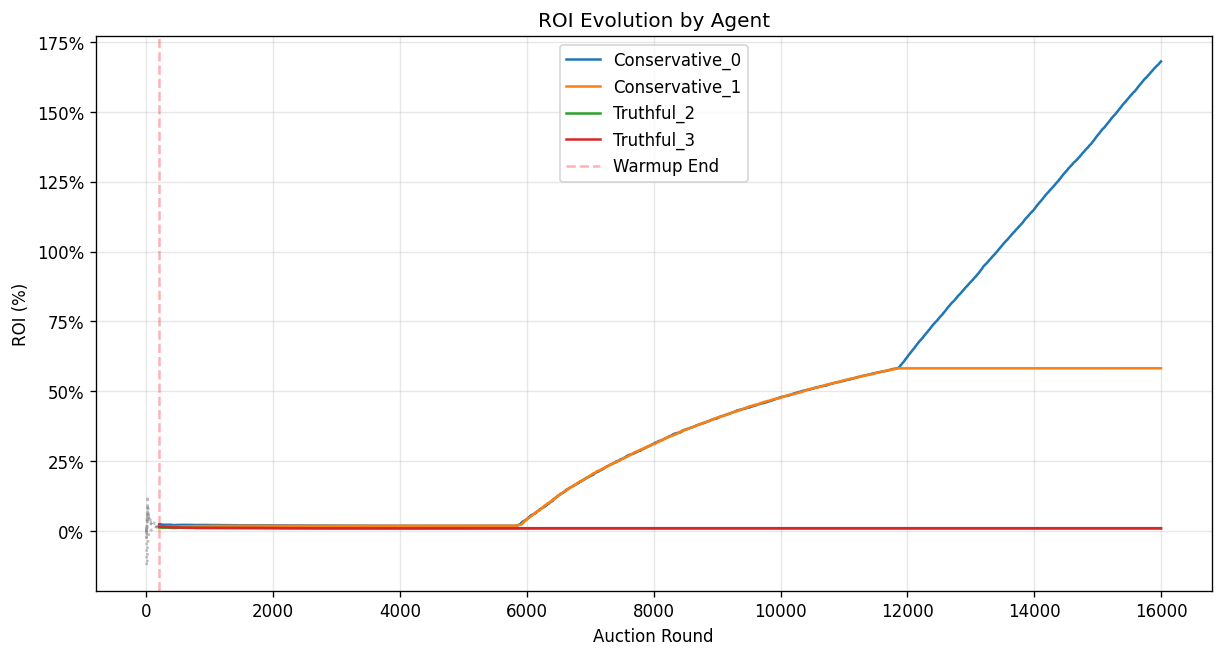 ROI Evolution by Agent
175%
150%
125%
100%
75%
50%
25%
0%
ROI (%)
Conservative_0
Conservative_1
Truthful_2
Truthful_3
Warmup End
0 2000 4000 6000 8000 10000 12000 14000 16000
Auction Round